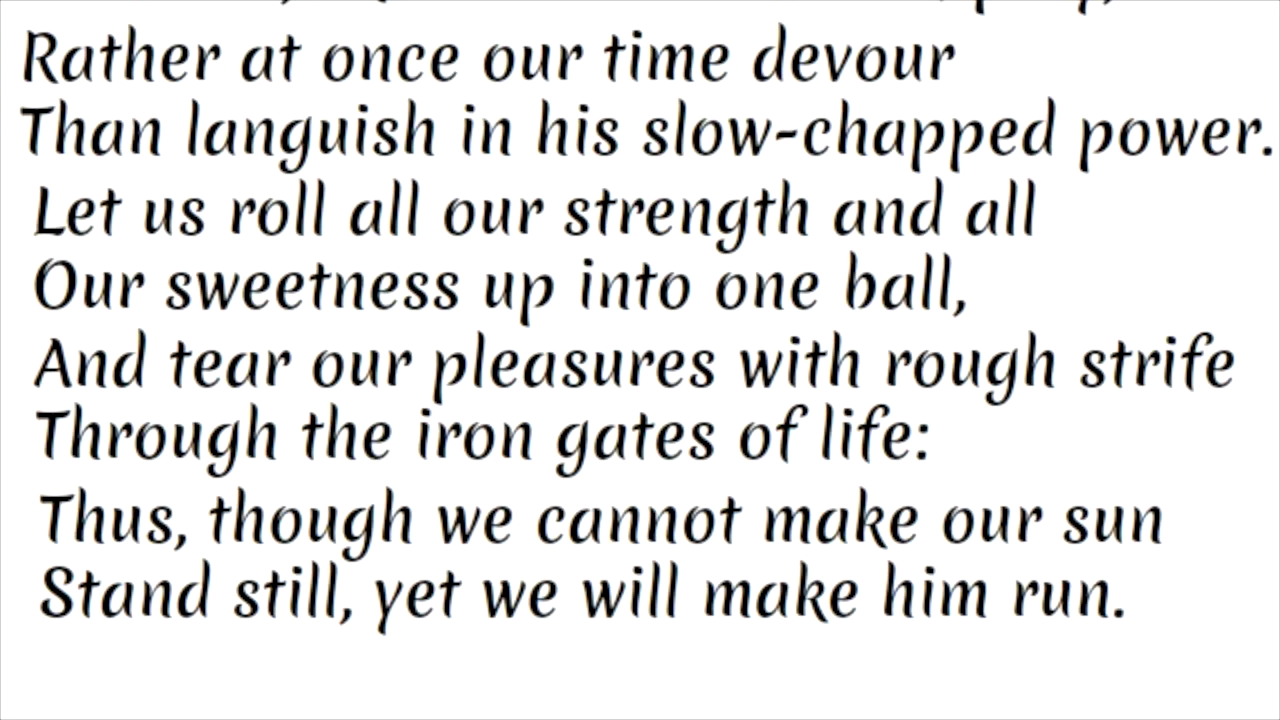 Rather at once our time devour
Than languish in his slow-chapped power.
Let us roll all our strength and all
Our sweetness up into one ball,
And tear our pleasures with rough strife
Through the iron gates of life:
Thus, though we cannot make our sun
Stand still, yet we will make him run.